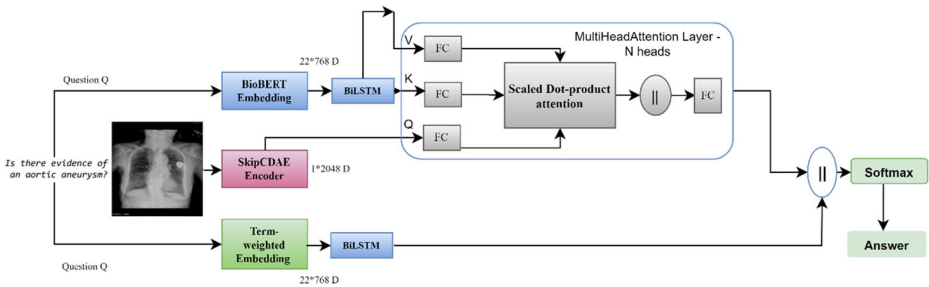 MultiHeadAttention Layer -
N heads
V
FC
22*768 D
Question Q
BioBERT
Embedding
BiLSTM
K
FC
Scaled Dot-product
attention
||
FC
Q
FC
Is there evidence of
an aortic aneurysm?
SkipCDAE
Encoder
1*2048 D
||
Softmax
Term-
weighted
Embedding
BiLSTM
Answer
Question Q
22*768 D